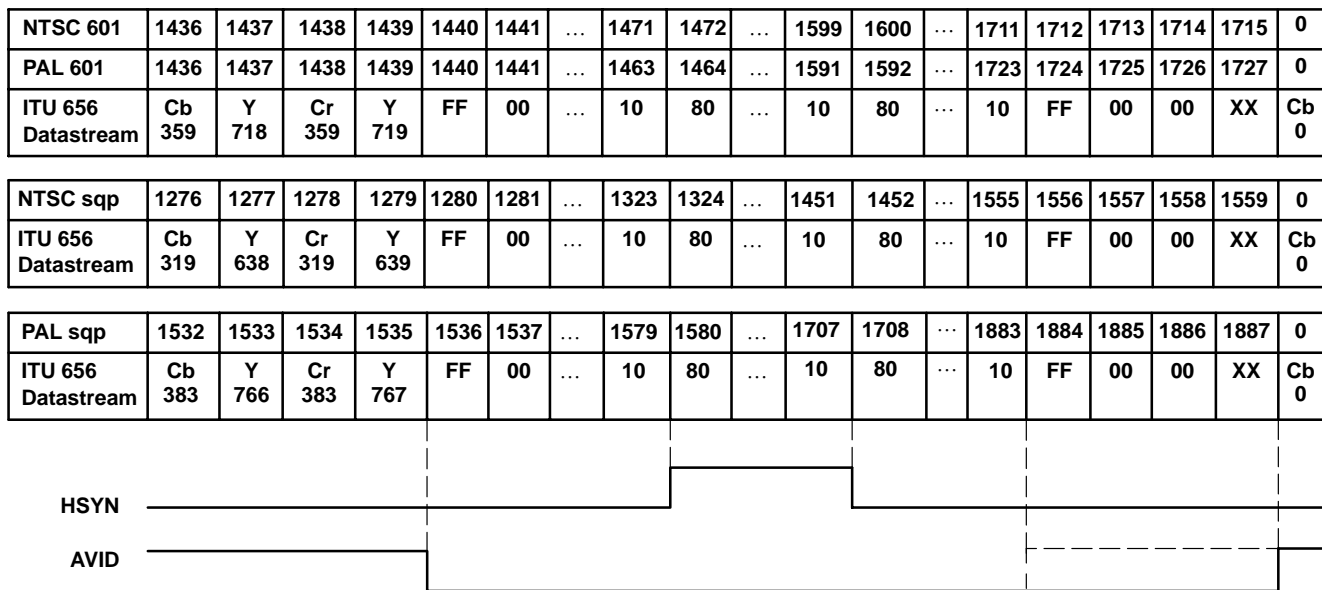 NTSC 601 1436 1437 1438 1439 1440 1441 … 1471 1472 … 1599 1600 … 1711 1712 1713 1714 1715 0
PAL 601 1436 1437 1438 1439 1440 1441 … 1463 1464 … 1591 1592 … 1723 1724 1725 1726 1727 0
ITU 656 Cb Y Cr Y FF 00 … 10 80 … 10 80 … 10 FF 00 00 XX Cb
Datastream 359 718 359 719 0
NTSC sqp 1276 1277 1278 1279 1280 1281 … 1323 1324 … 1451 1452 … 1555 1556 1557 1558 1559 0
ITU 656 Cb Y Cr Y FF 00 … 10 80 … 10 80 … 10 FF 00 00 XX Cb
Datastream 319 638 319 639 0
PAL sqp 1532 1533 1534 1535 1536 1537 … 1579 1580 … 1707 1708 … 1883 1884 1885 1886 1887 0
ITU 656 Cb Y Cr Y FF 00 … 10 80 … 10 80 … 10 FF 00 00 XX Cb
Datastream 383 766 383 767 0
HSYN
AVID